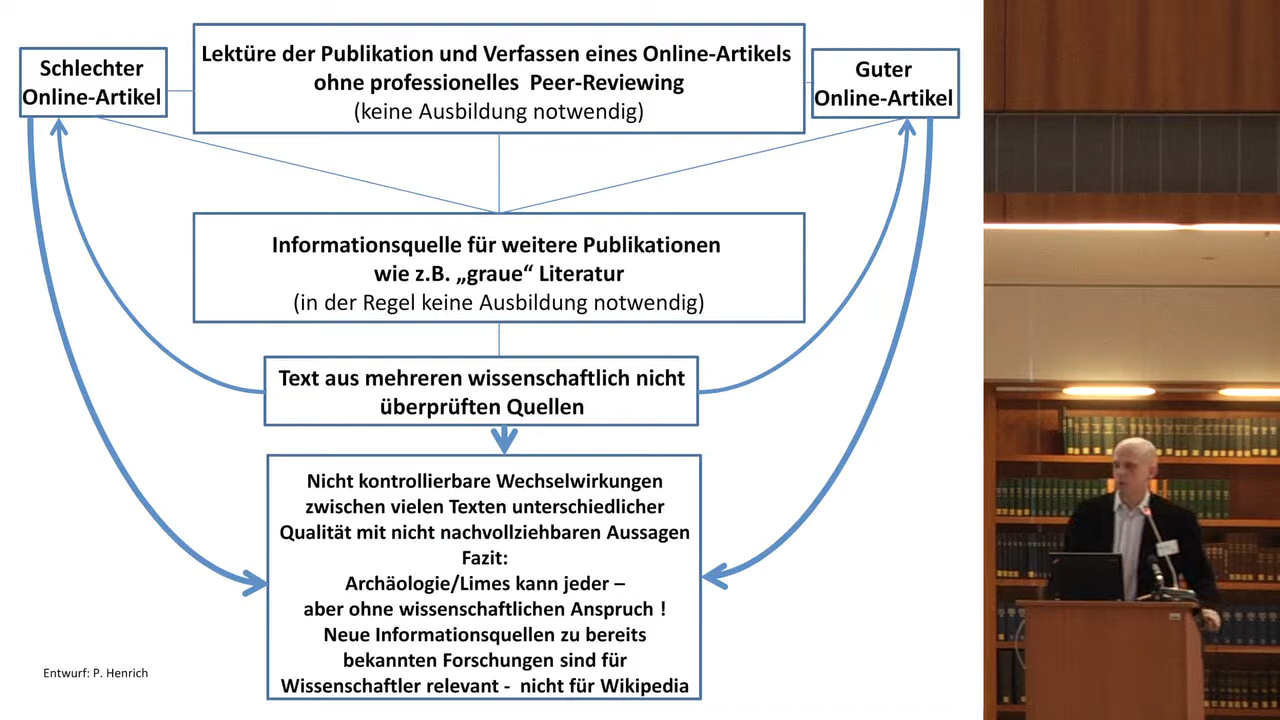 Schlechter
Online-Artikel
Lektüre der Publikation und Verfassen eines Online-Artikels
ohne professionelles Peer-Reviewing
(keine Ausbildung notwendig)
Guter
Online-Artikel
Informationsquelle für weitere Publikationen
wie z.B. „graue“ Literatur
(in der Regel keine Ausbildung notwendig)
Text aus mehreren wissenschaftlich nicht
überprüften Quellen
Nicht kontrollierbare Wechselwirkungen
zwischen vielen Texten unterschiedlicher
Qualität mit nicht nachvollziehbaren Aussagen
Fazit:
Archäologie/Limes kann jeder –
aber ohne wissenschaftlichen Anspruch !
Neue Informationsquellen zu bereits
bekannten Forschungen sind für
Wissenschaftler relevant - nicht für Wikipedia
Entwurf: P. Henrich